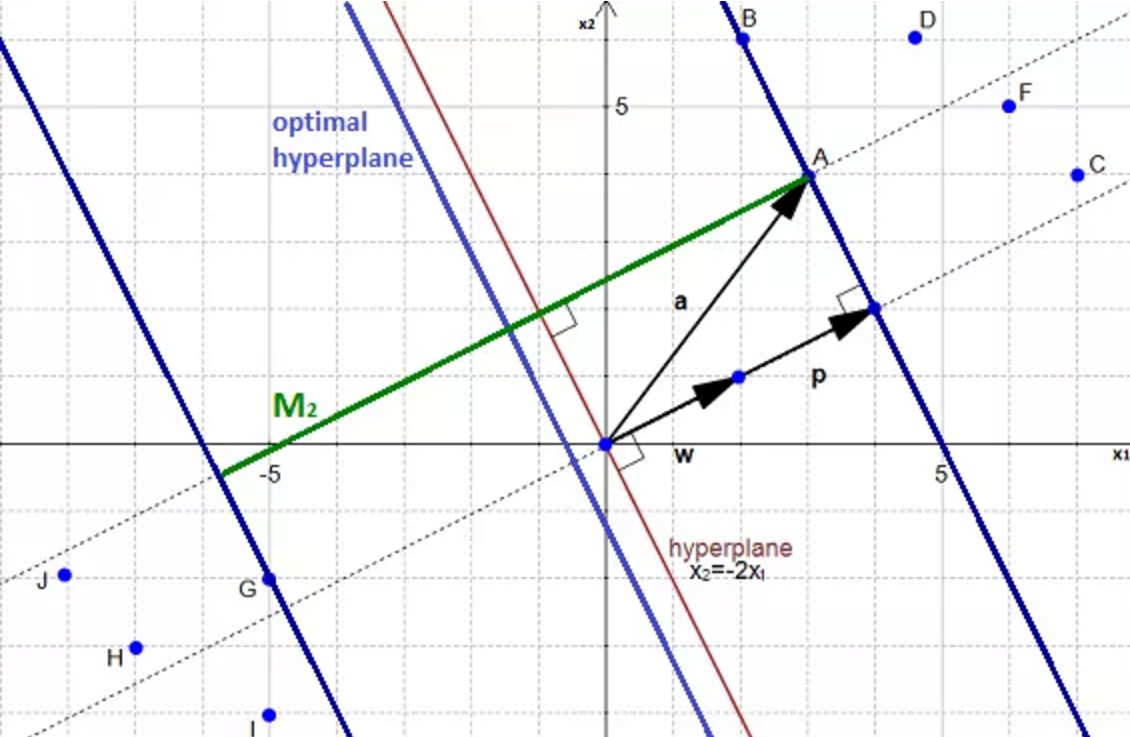 x₂
B
D
5
F
optimal
hyperplane
A
C
a
p
M₂
w
x₁
-5
5
hyperplane
x₂=-2x₁
J
G
H
I